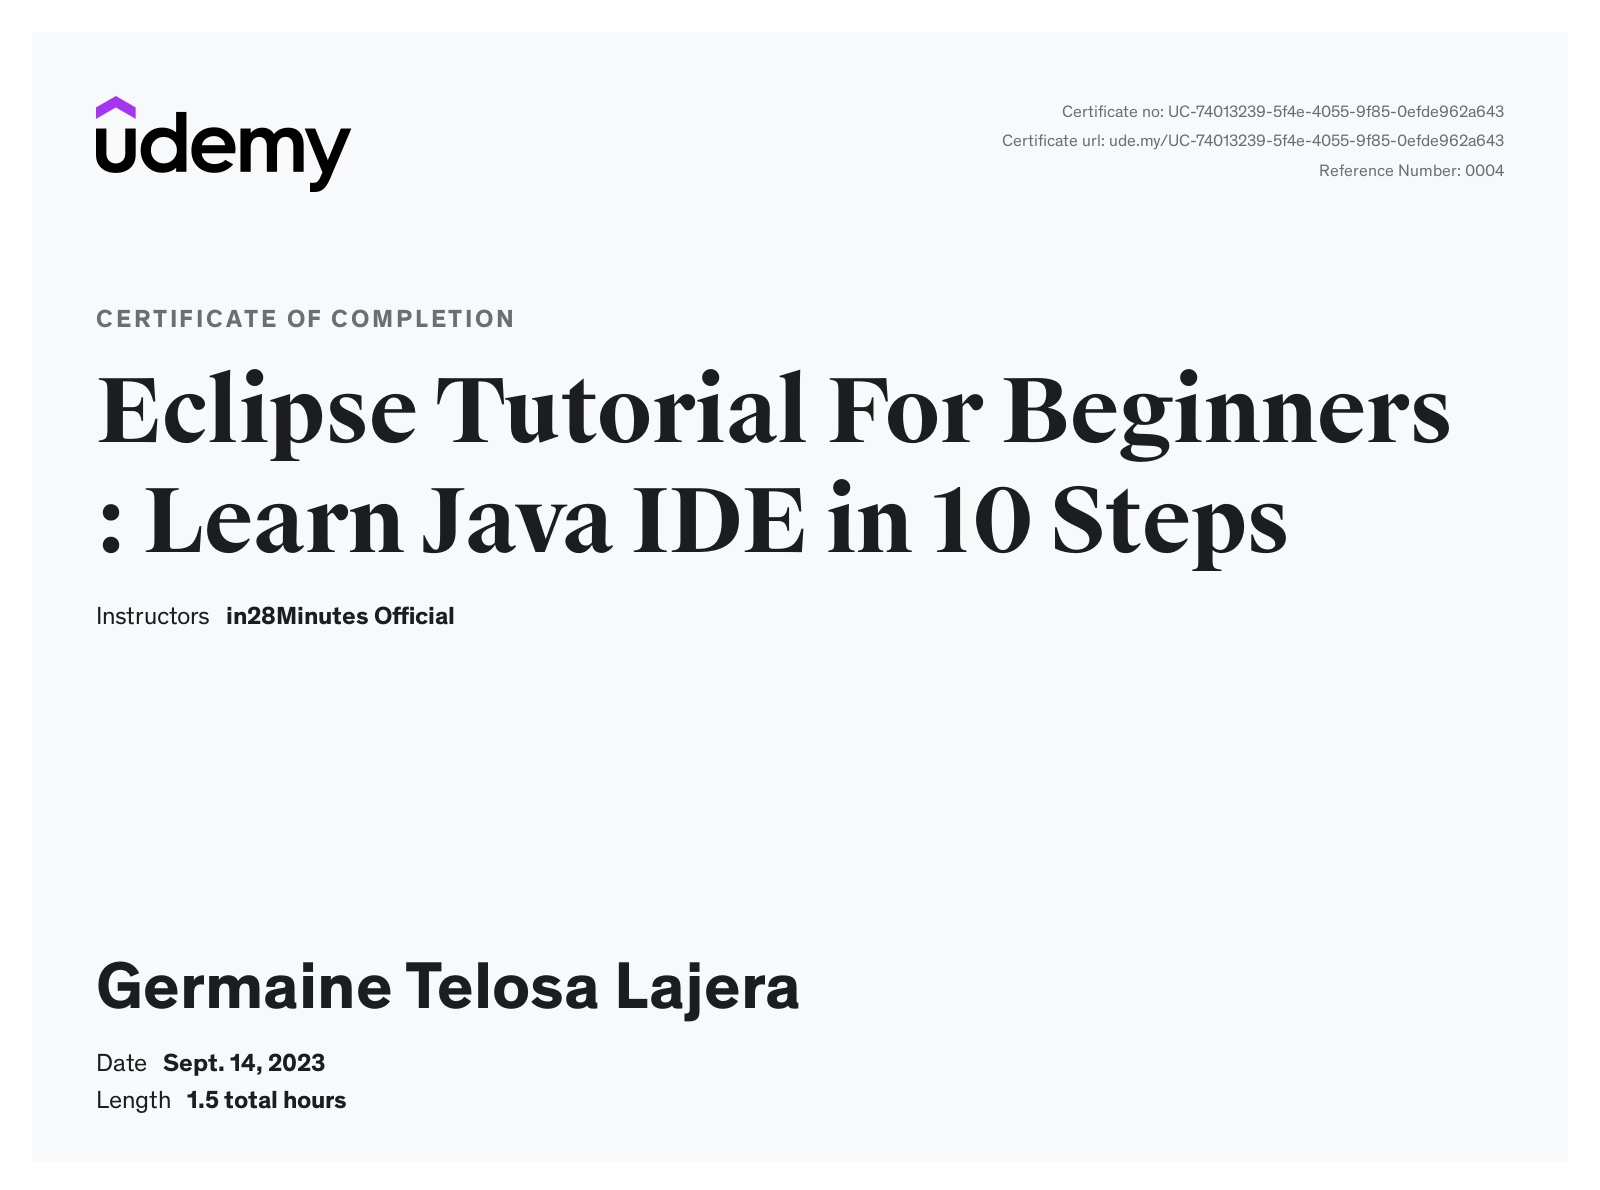 udemy
Certificate no: UC-74013239-5f4e-4055-9f85-0efde962a643
Certificate url: ude.my/UC-74013239-5f4e-4055-9f85-0efde962a643
Reference Number: 0004
CERTIFICATE OF COMPLETION
Eclipse Tutorial For Beginners
: Learn Java IDE in 10 Steps
Instructors in28Minutes Official
Germaine Telosa Lajera
Date Sept. 14, 2023
Length 1.5 total hours